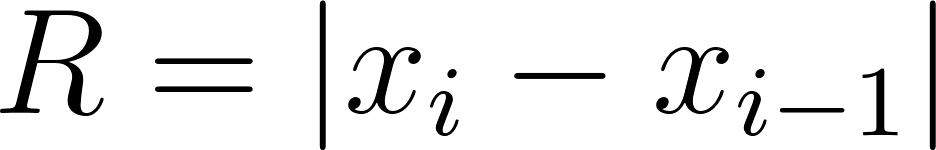 R = |x_i − x_{i−1}|